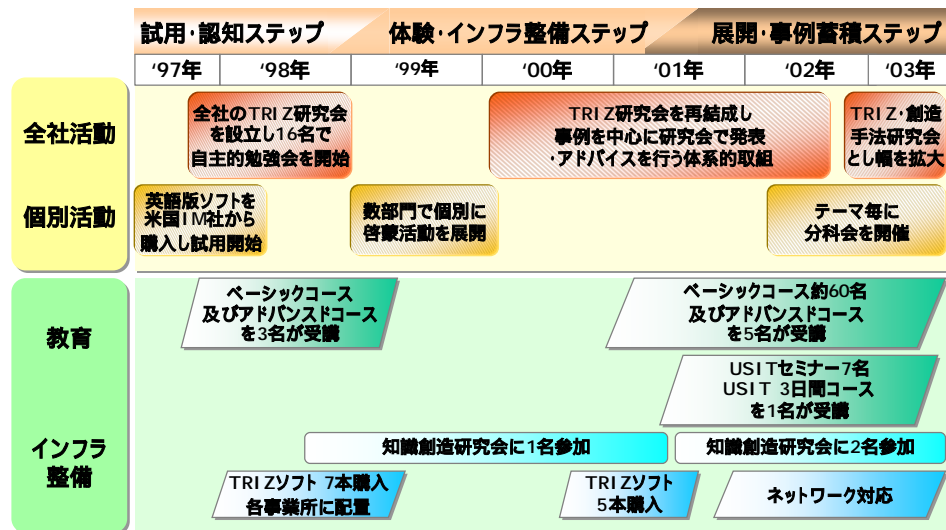 試用・認知ステップ
体験・インフラ整備ステップ
展開・事例蓄積ステップ
‘97年
‘98年
‘99年
‘00年
‘01年
‘02年
‘03年
全社活動
全社のTRIZ研究会
を設立し16名で
自主的勉強会を開始
TRIZ研究会を再結成し
事例を中心に研究会で発表
・アドバイスを行う体系的取組
TRIZ・創造
手法研究会
とし幅を拡大
個別活動
英語版ソフトを
米国IM社から
購入し試用開始
数部門で個別に
啓蒙活動を展開
テーマ毎に
分科会を開催
教育
ベーシックコース
及びアドバンスドコース
を3名が受講
ベーシックコース約60名
及びアドバンスドコース
を5名が受講
USITセミナー7名
USIT 3日間コース
を1名が受講
インフラ
整備
知識創造研究会に1名参加
知識創造研究会に2名参加
TRIZソフト 7本購入
各事業所に配置
TRIZソフト
5本購入
ネットワーク対応